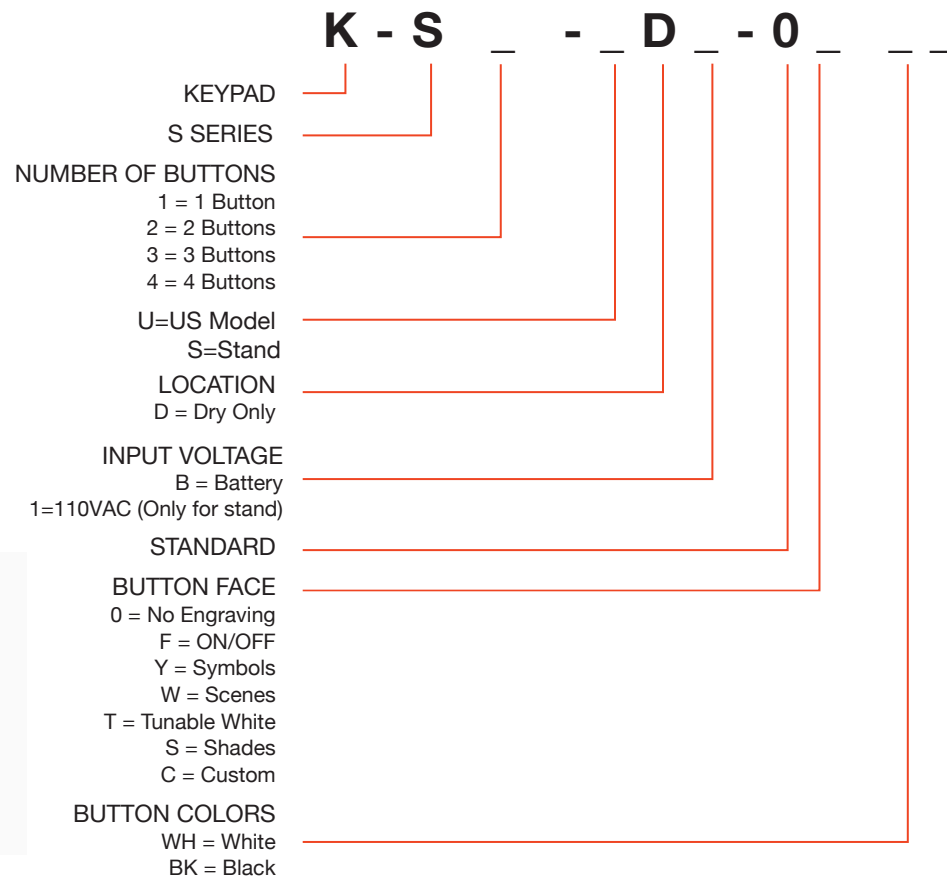 K - S _ - _ D _ - 0 _ _ _
KEYPAD
S SERIES
NUMBER OF BUTTONS
1 = 1 Button
2 = 2 Buttons
3 = 3 Buttons
4 = 4 Buttons
U=US Model
S=Stand
LOCATION
D = Dry Only
INPUT VOLTAGE
B = Battery
1=110VAC (Only for stand)
STANDARD
BUTTON FACE
0 = No Engraving
F = ON/OFF
Y = Symbols
W = Scenes
T = Tunable White
S = Shades
C = Custom
BUTTON COLORS
WH = White
BK = Black